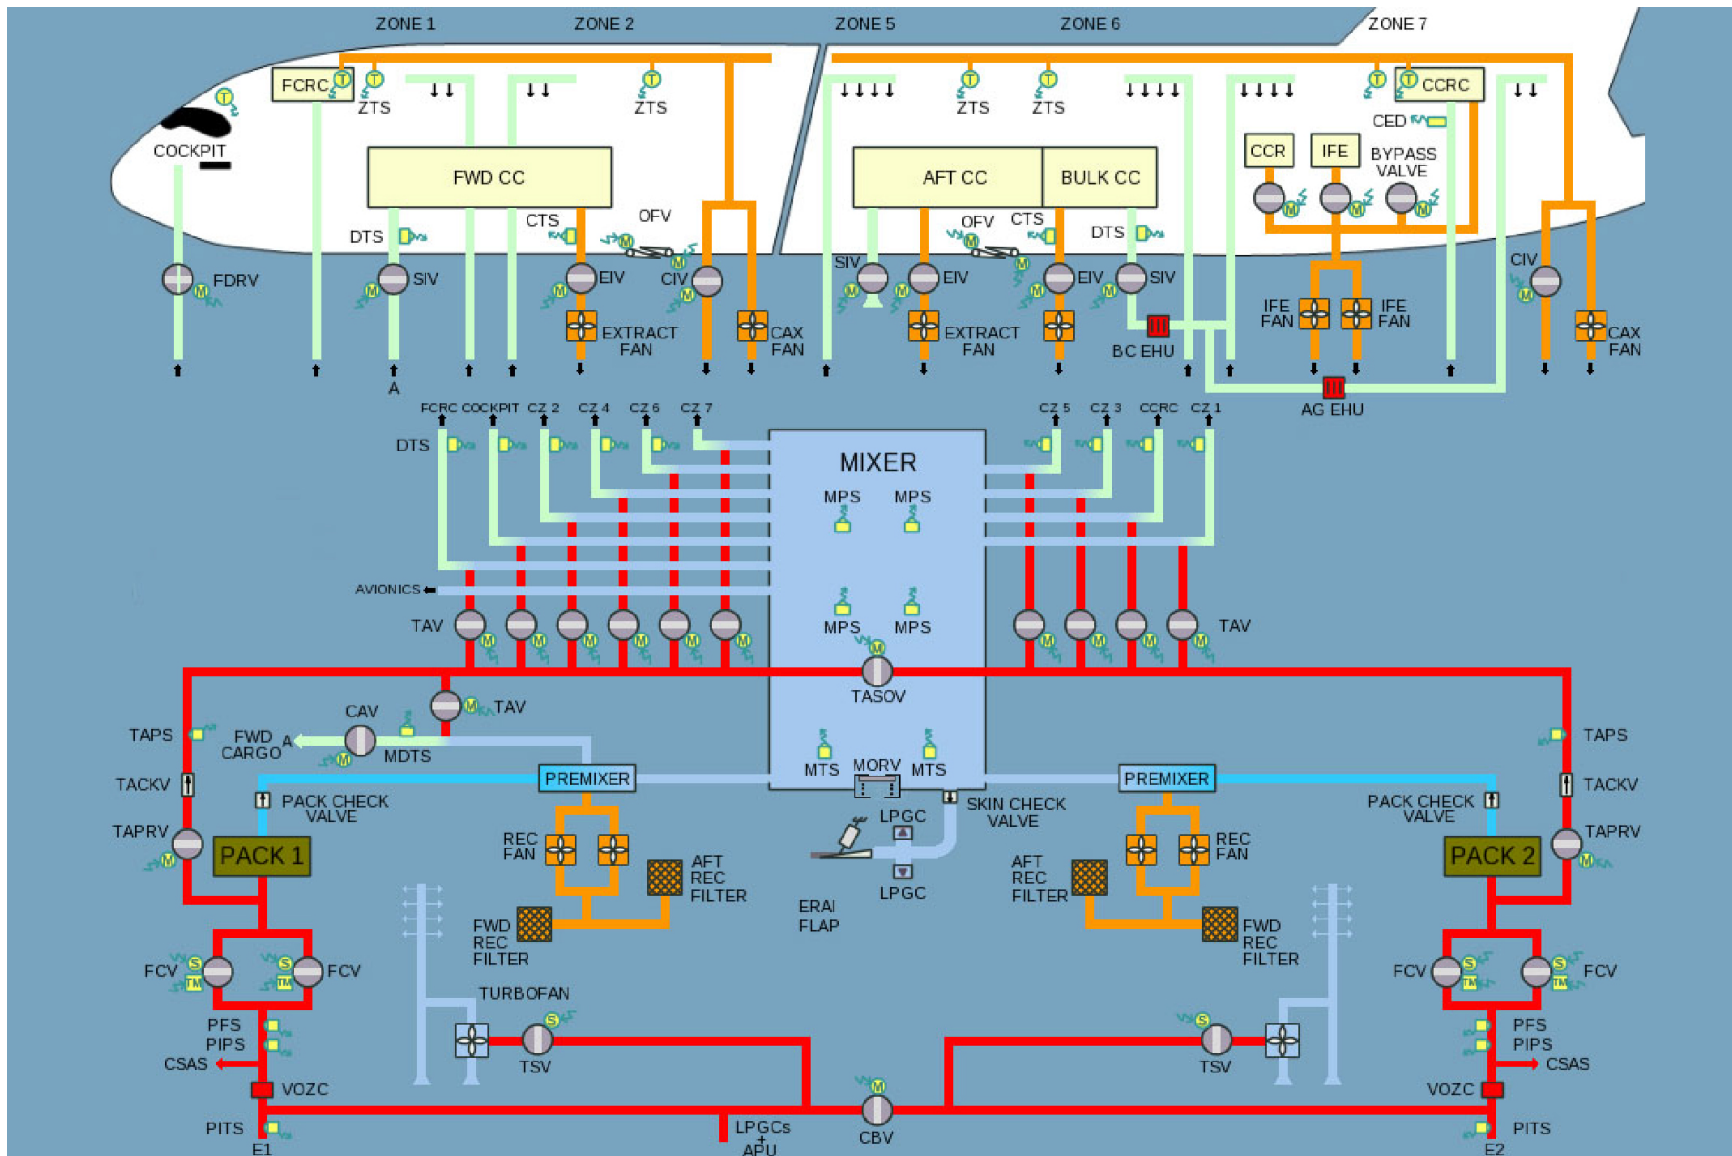 ZONE 1
ZONE 2
ZONE 5
ZONE 6
ZONE 7
FCRC
T
T
ZTS
T
ZTS
T
ZTS
T
ZTS
T
T
CCRC
T
CED
COCKPIT
FWD CC
AFT CC
BULK CC
CCR
IFE
BYPASS
VALVE
M
M
M
DTS
CTS
OFV
M
M
OFV
M
M
CTS
DTS
FDRV
M
SIV
M
EIV
M
CIV
M
SIV
M
EIV
M
EIV
M
SIV
M
CIV
M
EXTRACT
FAN
CAX
FAN
EXTRACT
FAN
BC EHU
IFE
FAN
IFE
FAN
CAX
FAN
A
AG EHU
FCRC
COCKPIT
CZ 2
CZ 4
CZ 6
CZ 7
CZ 5
CZ 3
CCRC
CZ 1
DTS
MIXER
MPS
MPS
AVIONICS
MPS
MPS
TAV
M
M
M
M
M
M
M
M
M
M
M
TAV
TASOV
TAV
M
CAV
M
MDTS
FWD
CARGO
A
TAPS
TAPS
MTS
MORV
MTS
PREMIXER
PREMIXER
TACKV
PACK CHECK
VALVE
SKIN CHECK
VALVE
PACK CHECK
VALVE
TACKV
LPGC
TAPRV
M
PACK 1
REC
FAN
AFT
REC
FILTER
LPGC
AFT
REC
FILTER
REC
FAN
PACK 2
TAPRV
M
ERAI
FLAP
FWD
REC
FILTER
FWD
REC
FILTER
FCV
S
TM
S
TM
FCV
FCV
S
TM
S
TM
FCV
TURBOFAN
S
TSV
S
TSV
PFS
PIPS
CSAS
VOZC
PITS
E1
PFS
PIPS
CSAS
VOZC
PITS
E2
M
CBV
LPGCs
+
APU